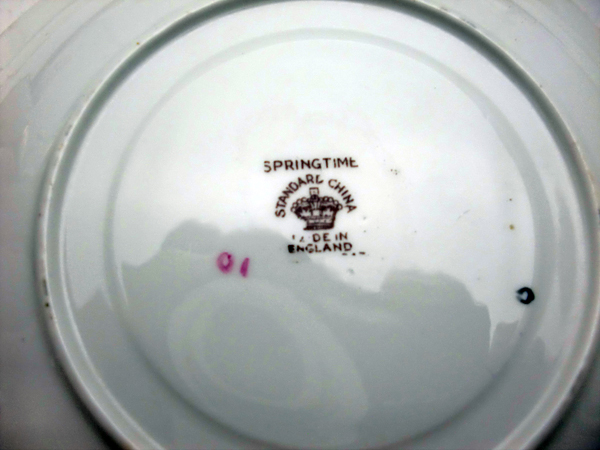 SPRINGTIME
STANDARD CHINA
DE IN
ENGLAND